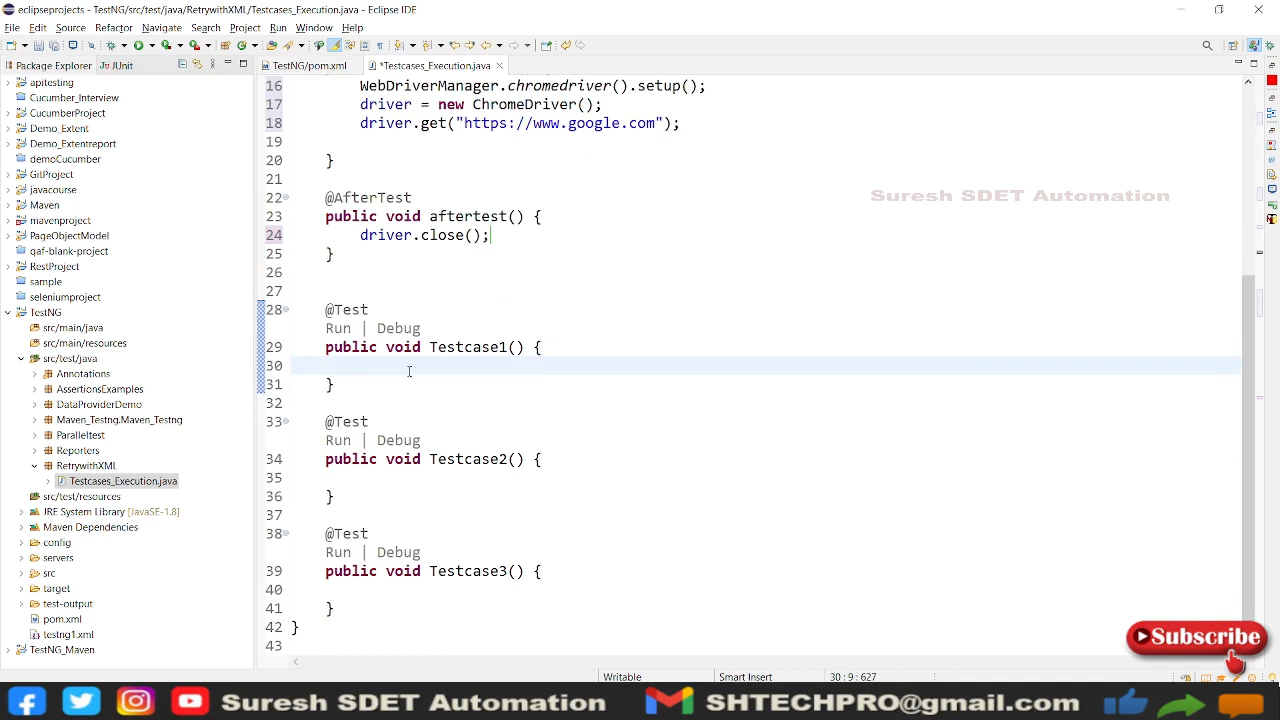 eclipseprojects - TestNG/src/test/java/RetrywithXML/Testcases_Execution.java - Eclipse IDE
File Edit Source Refactor Navigate Search Project Run Window Help
Package Explorer JUnit
TestNG/pom.xml *Testcases_Execution.java
apitesting
Cucumber_Interview
CucumberProject
Demo_Extent
Demo_Extentreport
demoCucumber
GitProject
javacourse
Maven
mavenproject
PageObjectModel
qaf-blank-project
RestProject
sample
seleniumproject
TestNG
src/main/java
src/main/resources
src/test/java
Annotations
AssertionsExamples
DataProviderDemo
Maven_Testng.Maven_Testng
Paralleltest
Reporters
RetrywithXML
Testcases_Execution.java
src/test/resources
JRE System Library [JavaSE-1.8]
Maven Dependencies
config
servers
src
target
test-output
pom.xml
testng1.xml
TestNG_Maven
16 WebDriverManager.chromedriver().setup();
17 driver = new ChromeDriver();
18 driver.get("https://www.google.com");
19
20 }
21
22 @AfterTest
23 public void aftertest() {
24 driver.close();
25 }
26
27
28 @Test
Run | Debug
29 public void Testcase1() {
30
31 }
32
33 @Test
Run | Debug
34 public void Testcase2() {
35
36 }
37
38 @Test
Run | Debug
39 public void Testcase3() {
40
41 }
42 }
43
Suresh SDET Automation
Subscribe
Writable Smart Insert 30 : 9 : 627
Suresh SDET Automation SHTECHPRO@gmail.com